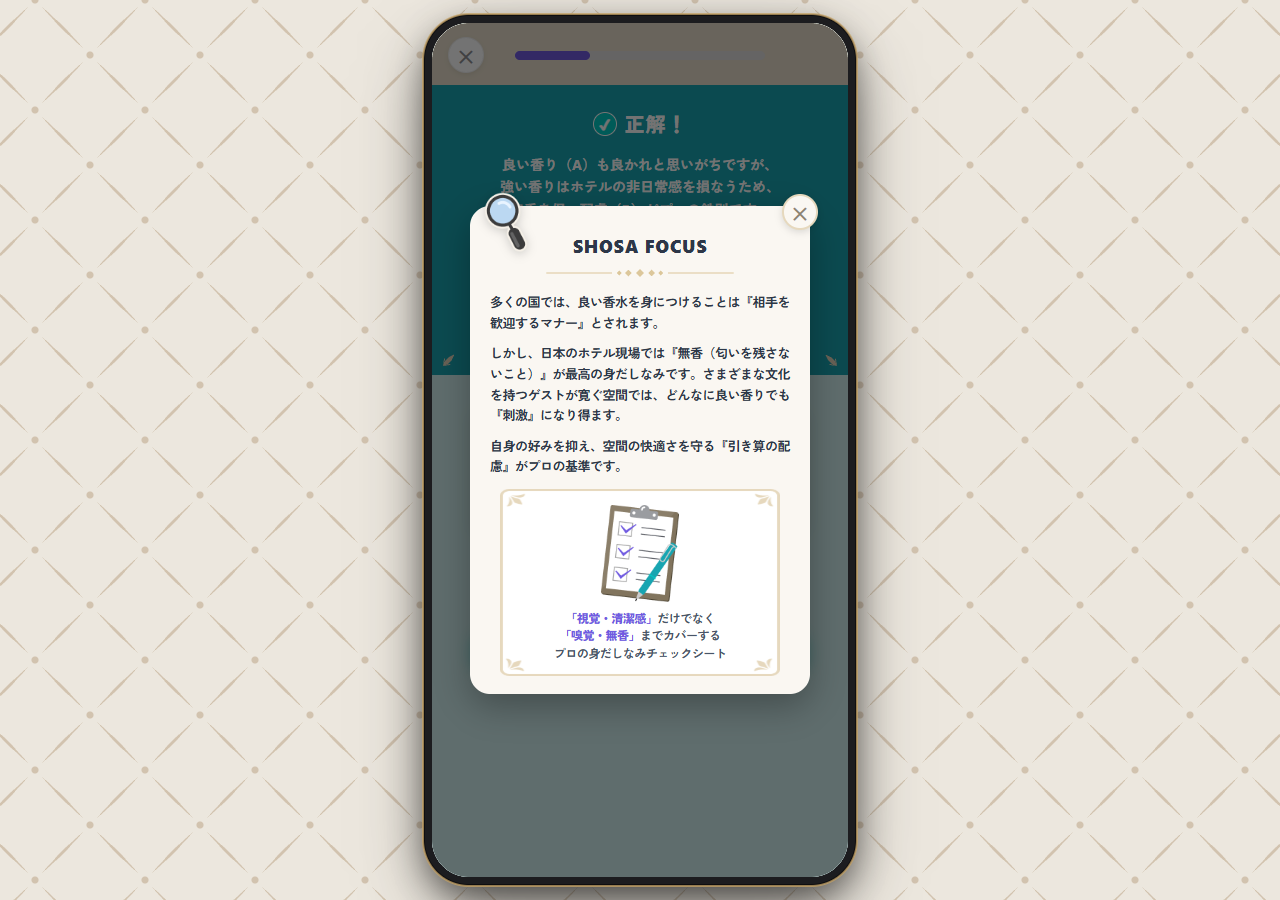 正解！
良い香り（A）も良かれと思いがちですが、
強い香りはホテルの非日常感を損なうため、
SHOSA FOCUS
多くの国では、良い香水を身につけることは『相手を
歓迎するマナー』とされます。
しかし、日本のホテル現場では『無香（匂いを残さな
いこと）』が最高の身だしなみです。さまざまな文化
を持つゲストが寛ぐ空間では、どんなに良い香りでも
『刺激』になり得ます。
自身の好みを抑え、空間の快適さを守る『引き算の配
慮』がプロの基準です。
「視覚・清潔感」だけでなく
「嗅覚・無香」までカバーする
プロの身だしなみチェックシート